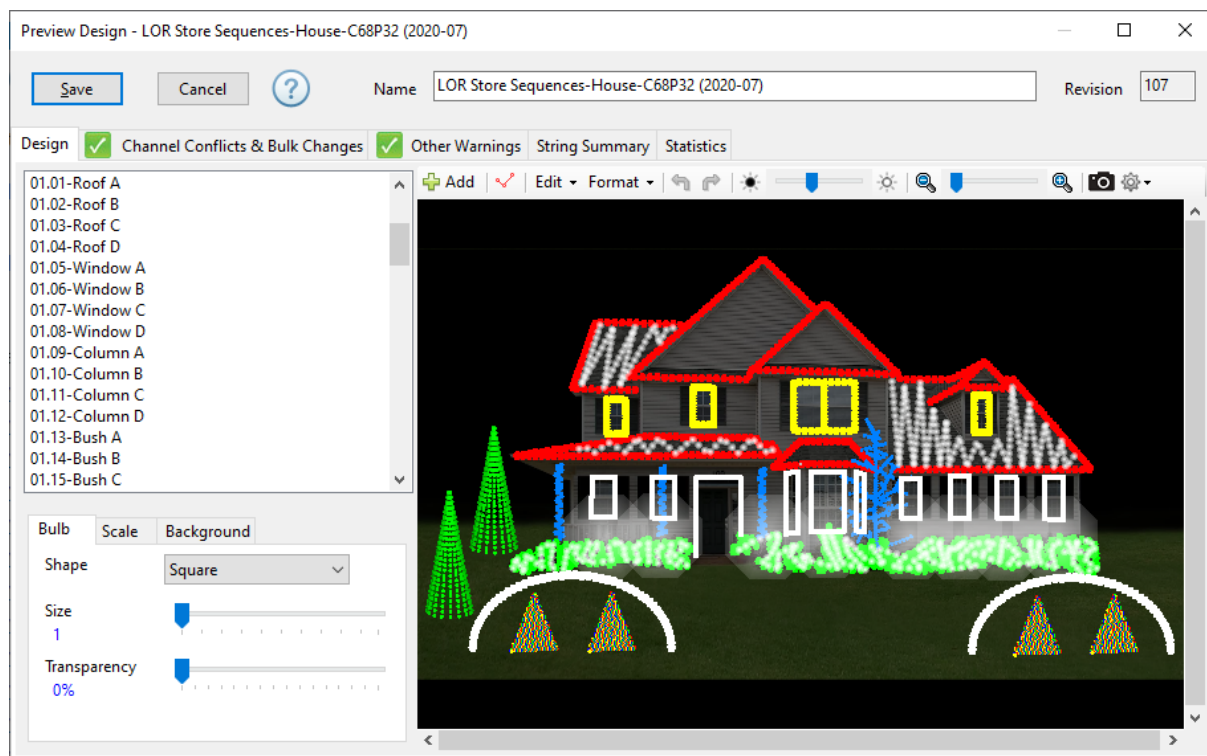 Preview Design - LOR Store Sequences-House-C68P32 (2020-07)
Save Cancel ? Name LOR Store Sequences-House-C68P32 (2020-07) Revision 107
Design Channel Conflicts & Bulk Changes Other Warnings String Summary Statistics
01.01-Roof A
01.02-Roof B
01.03-Roof C
01.04-Roof D
01.05-Window A
01.06-Window B
01.07-Window C
01.08-Window D
01.09-Column A
01.10-Column B
01.11-Column C
01.12-Column D
01.13-Bush A
01.14-Bush B
01.15-Bush C
Add Edit Format
Bulb Scale Background
Shape Square
Size
1
Transparency
0%